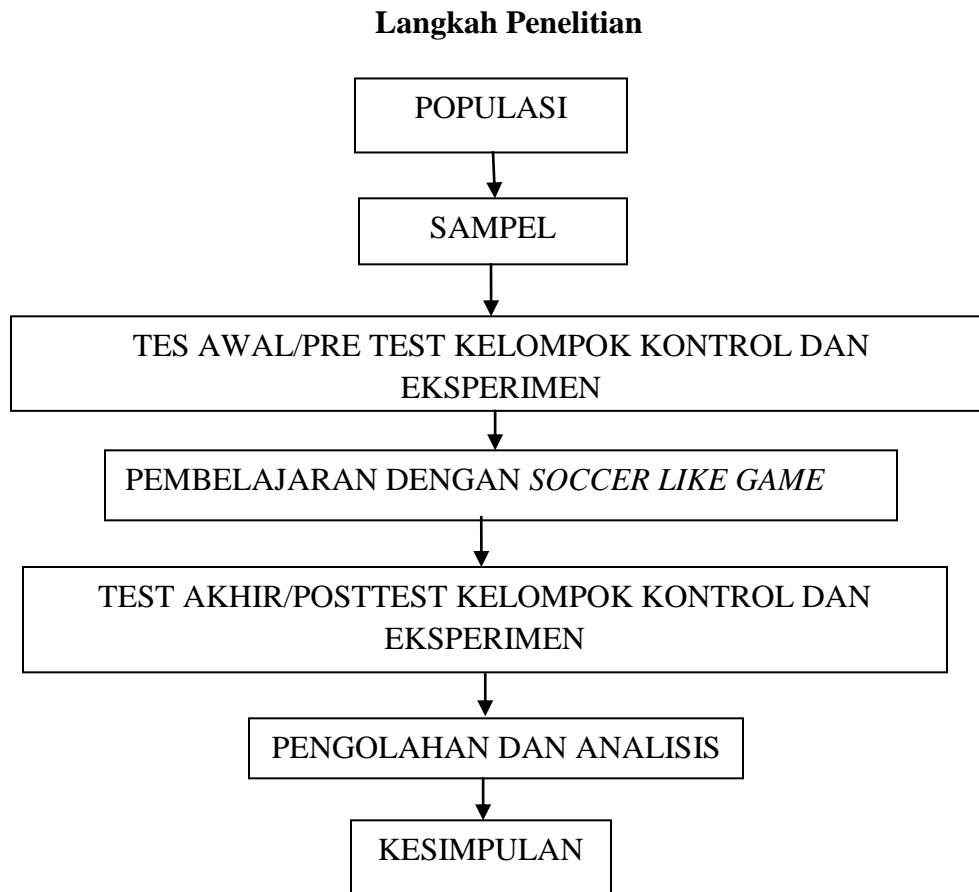 Langkah Penelitian
POPULASI
SAMPEL
TES AWAL/PRE TEST KELOMPOK KONTROL DAN
EKSPERIMEN
PEMBELAJARAN DENGAN SOCCER LIKE GAME
TEST AKHIR/POSTTEST KELOMPOK KONTROL DAN
EKSPERIMEN
PENGOLAHAN DAN ANALISIS
KESIMPULAN